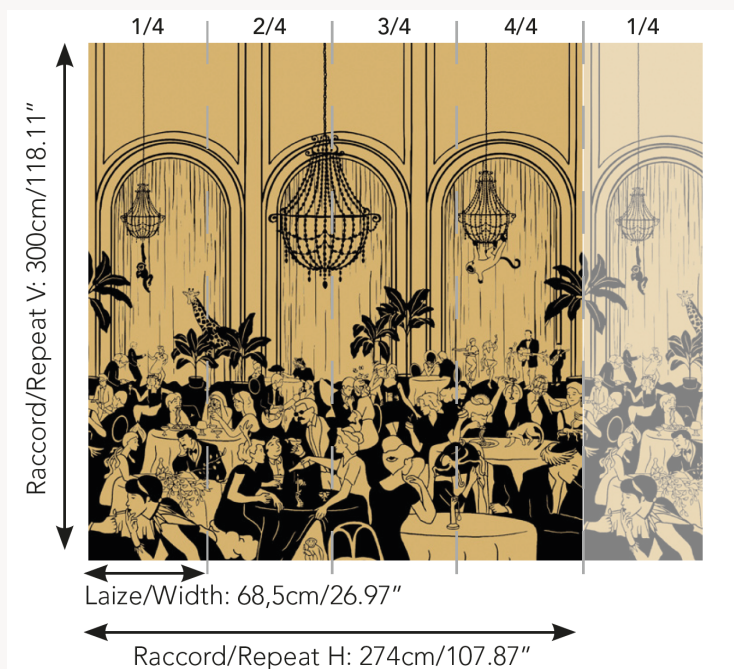 1/4 2/4 3/4 4/4 1/4
Raccord/Repeat V: 300cm/118.11”
Laize/Width: 68,5cm/26.97”
Raccord/Repeat H: 274cm/107.87”